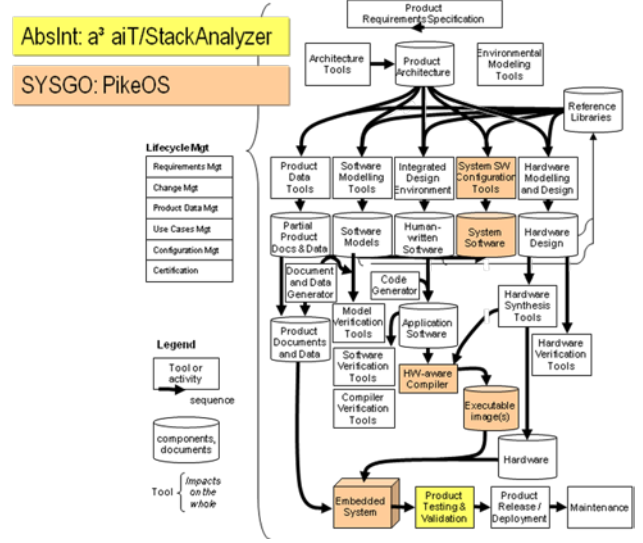 AbsInt: a³ aiT/StackAnalyzer
SYSGO: PikeOS
Product
Requirements Specification
Architecture
Tools
Product
Architecture
Environmental
Modeling
Tools
Reference
Libraries
Lifecycle Mgt
Requirements Mgt
Change Mgt
Product Data Mgt
Use Cases Mgt
Configuration Mgt
Certification
Product
Data
Tools
Software
Modelling
Tools
Integrated
Design
Environment
System SW
Configuration
Tools
Hardware
Modelling
and Design
Partial
Product
Docs & Data
Software
Models
Human-
written
Software
System
Software
Hardware
Design
Document
and Data
Generator
Code
Generator
Hardware
Synthesis
Tools
Product
Documents
and Data
Model
Verification
Tools
Application
Software
Hardware
Verification
Tools
Software
Verification
Tools
HW-aware
Compiler
Compiler
Verification
Tools
Executable
image(s)
Hardware
Legend
Tool or
activity
sequence
components,
documents
Tool
Impacts
on the
whole
Embedded
System
Product
Testing &
Validation
Product
Release /
Deployment
Maintenance